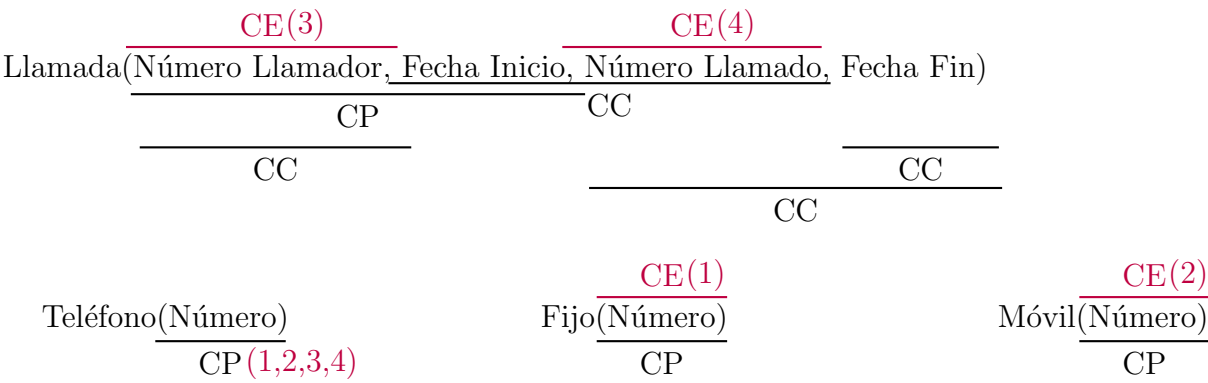 CE(3) CE(4)
Llamada(Número Llamador, Fecha Inicio, Número Llamado, Fecha Fin)
CC
CP
CC CC
CC
CE(1) CE(2)
Teléfono(Número) Fijo(Número) Móvil(Número)
CP(1,2,3,4) CP CP